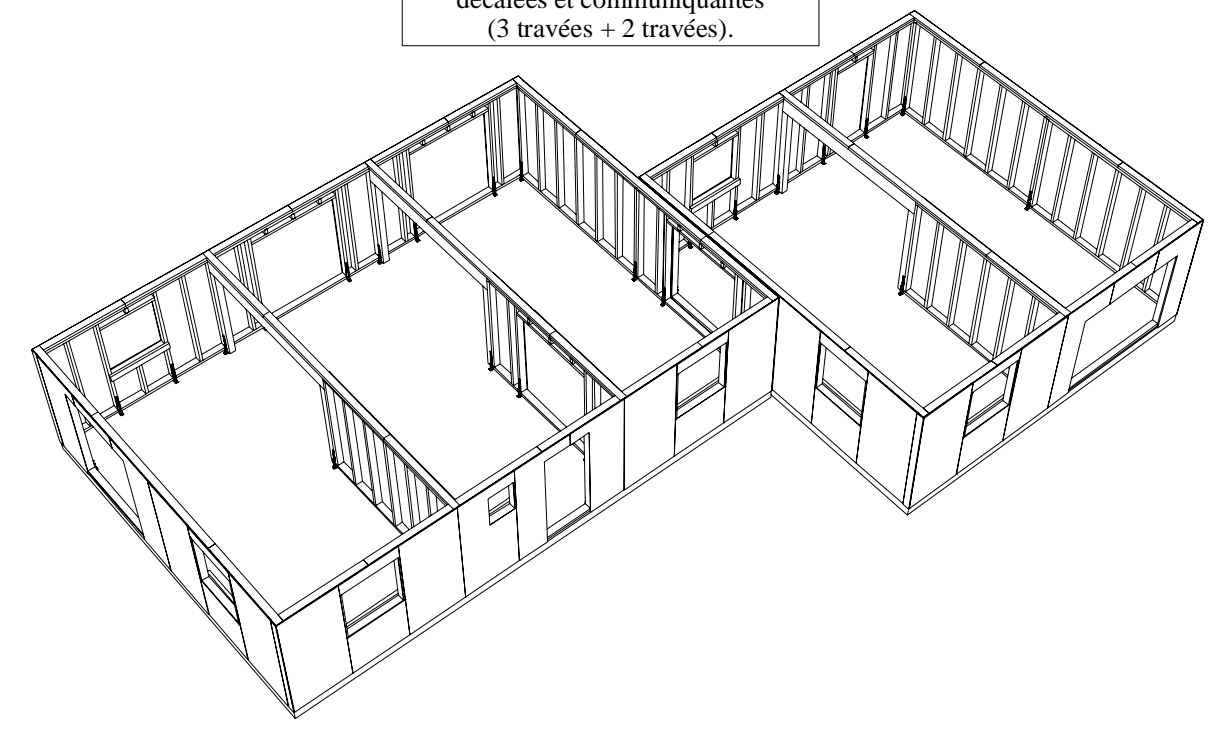 décalées et communiquantes
(3 travées + 2 travées).